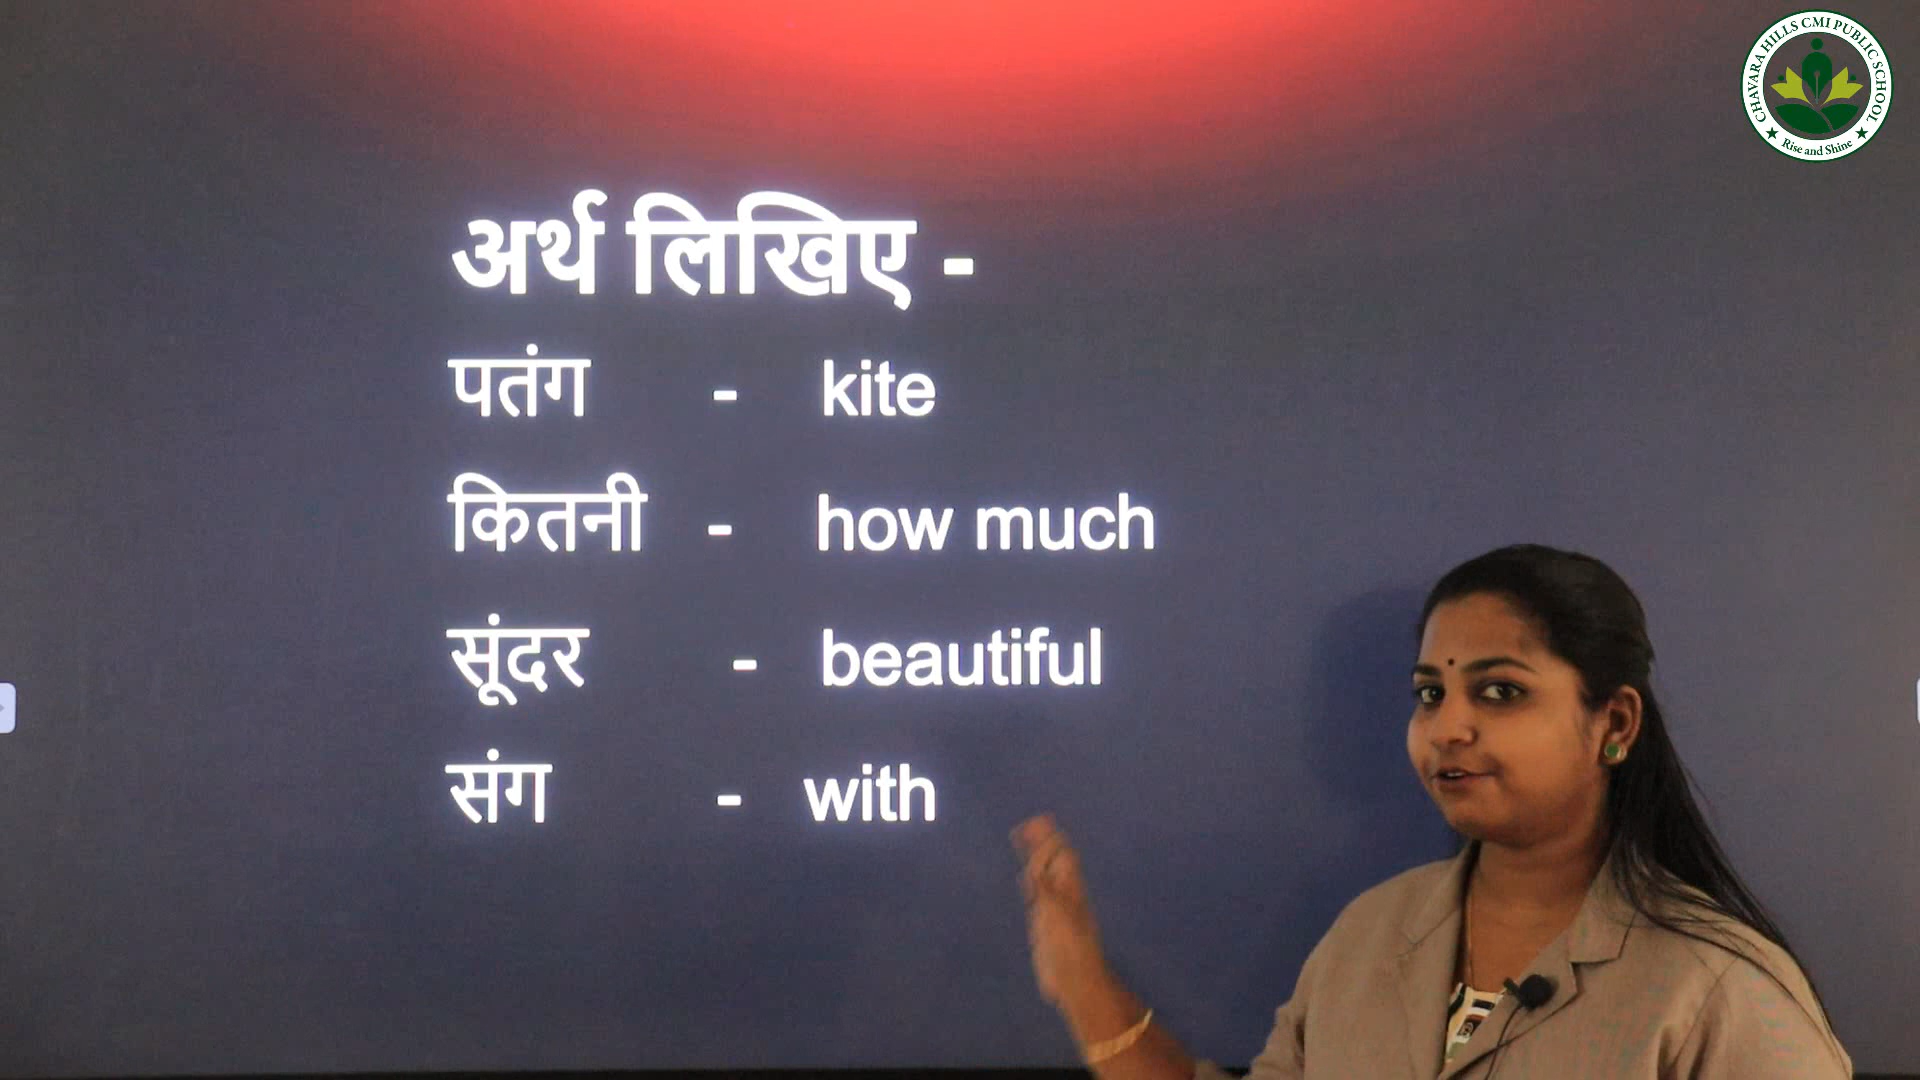 CHAVARA HILLS CMI PUBLIC SCHOOL
Rise and Shine
अर्थ लिखिए -
पतंग - kite
कितनी - how much
सूंदर - beautiful
संग - with